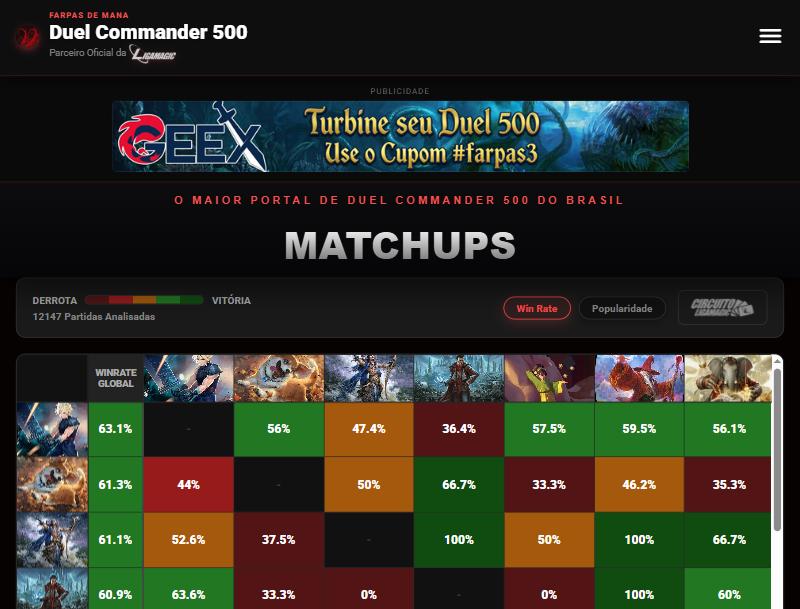 FARPAS DE MANA
Duel Commander 500
Parceiro Oficial da LIGAMAGIC
PUBLICIDADE
GEEX
Turbine seu Duel 500
Use o Cupom #farpas3
O MAIOR PORTAL DE DUEL COMMANDER 500 DO BRASIL
MATCHUPS
DERROTA VITÓRIA
12147 Partidas Analisadas
Win Rate Popularidade CIRCUITO LIGAMAGIC
WINRATE
GLOBAL
63.1% - 56% 47.4% 36.4% 57.5% 59.5% 56.1%
61.3% 44% - 50% 66.7% 33.3% 46.2% 35.3%
61.1% 52.6% 37.5% - 100% 50% 100% 66.7%
60.9% 63.6% 33.3% 0% - 0% 100% 60%